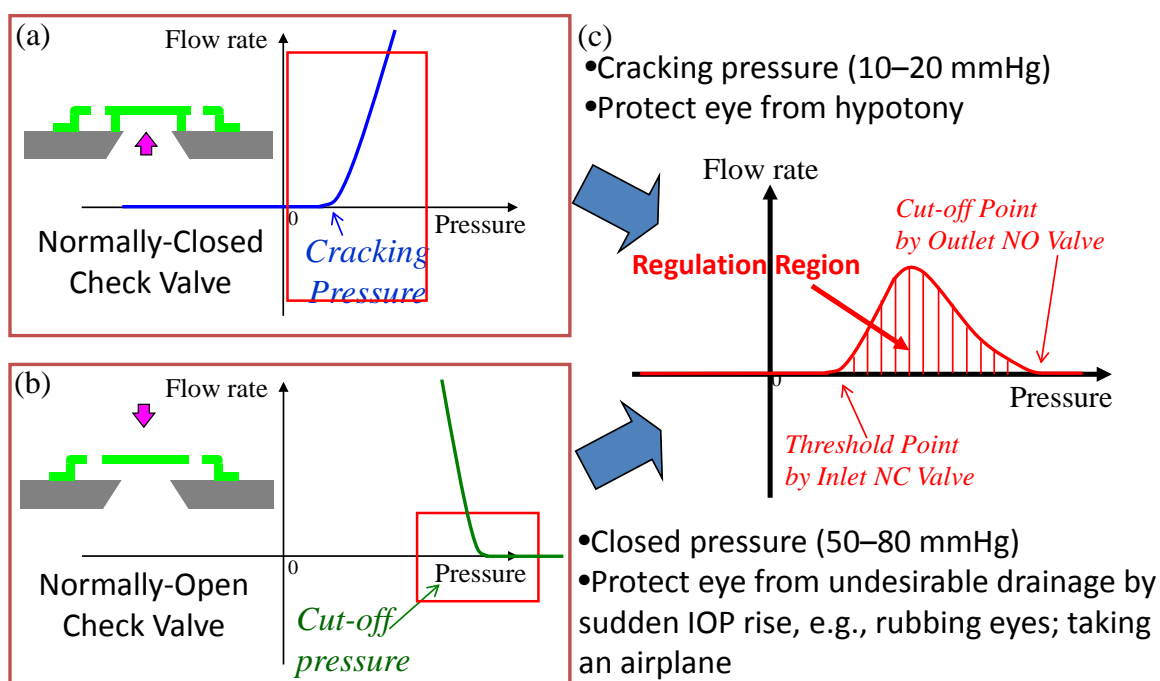 (a)
Flow rate
0
Pressure
Cracking
Pressure
Normally-Closed
Check Valve
(b)
Flow rate
0
Pressure
Cut-off
pressure
Normally-Open
Check Valve
(c)
•Cracking pressure (10–20 mmHg)
•Protect eye from hypotony
Flow rate
Cut-off Point
by Outlet NO Valve
Regulation Region
0
Pressure
Threshold Point
by Inlet NC Valve
•Closed pressure (50–80 mmHg)
•Protect eye from undesirable drainage by
sudden IOP rise, e.g., rubbing eyes; taking
an airplane